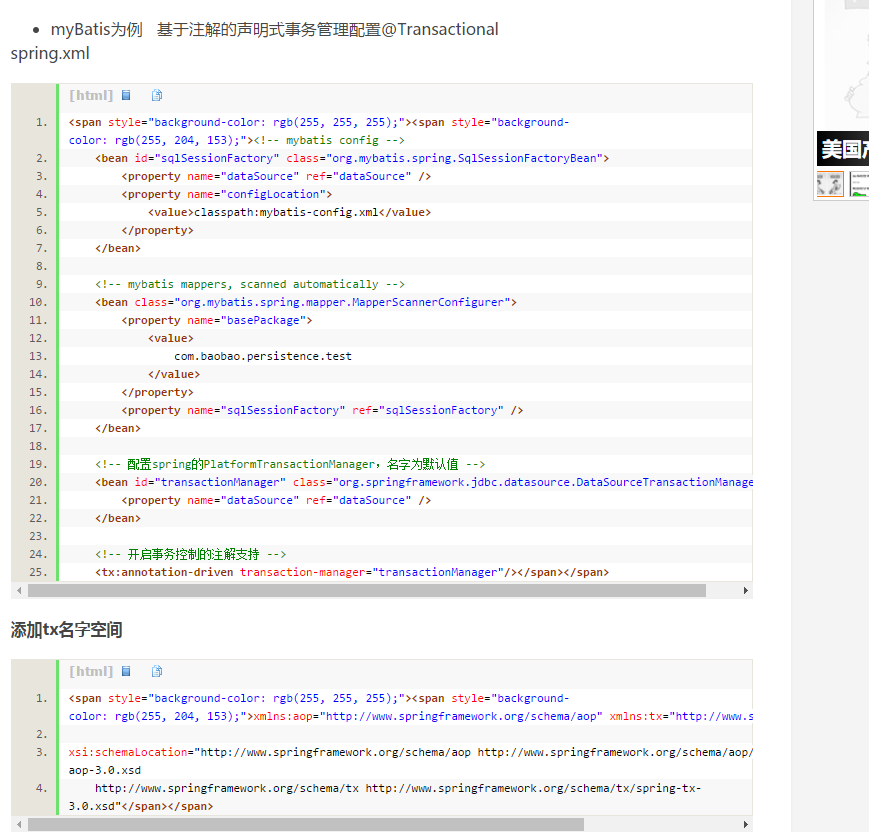 • myBatis为例 基于注解的声明式事务管理配置@Transactional
spring.xml
[html]
1. <span style="background-color: rgb(255, 255, 255);"><span style="background-
color: rgb(255, 204, 153);"><!-- mybatis config -->
2. <bean id="sqlSessionFactory" class="org.mybatis.spring.SqlSessionFactoryBean">
3. <property name="dataSource" ref="dataSource" />
4. <property name="configLocation">
5. <value>classpath:mybatis-config.xml</value>
6. </property>
7. </bean>
8.
9. <!-- mybatis mappers, scanned automatically -->
10. <bean class="org.mybatis.spring.mapper.MapperScannerConfigurer">
11. <property name="basePackage">
12. <value>
13. com.baobao.persistence.test
14. </value>
15. </property>
16. <property name="sqlSessionFactory" ref="sqlSessionFactory" />
17. </bean>
18.
19. <!-- 配置spring的PlatformTransactionManager，名字为默认值 -->
20. <bean id="transactionManager" class="org.springframework.jdbc.datasource.DataSourceTransactionManage
21. <property name="dataSource" ref="dataSource" />
22. </bean>
23.
24. <!-- 开启事务控制的注解支持 -->
25. <tx:annotation-driven transaction-manager="transactionManager"/></span></span>
添加tx名字空间
[html]
1. <span style="background-color: rgb(255, 255, 255);"><span style="background-
color: rgb(255, 204, 153);">xmlns:aop="http://www.springframework.org/schema/aop" xmlns:tx="http://www.s
2.
3. xsi:schemaLocation="http://www.springframework.org/schema/aop http://www.springframework.org/schema/aop/
aop-3.0.xsd
4. http://www.springframework.org/schema/tx http://www.springframework.org/schema/tx/spring-tx-
3.0.xsd"</span></span>
美国